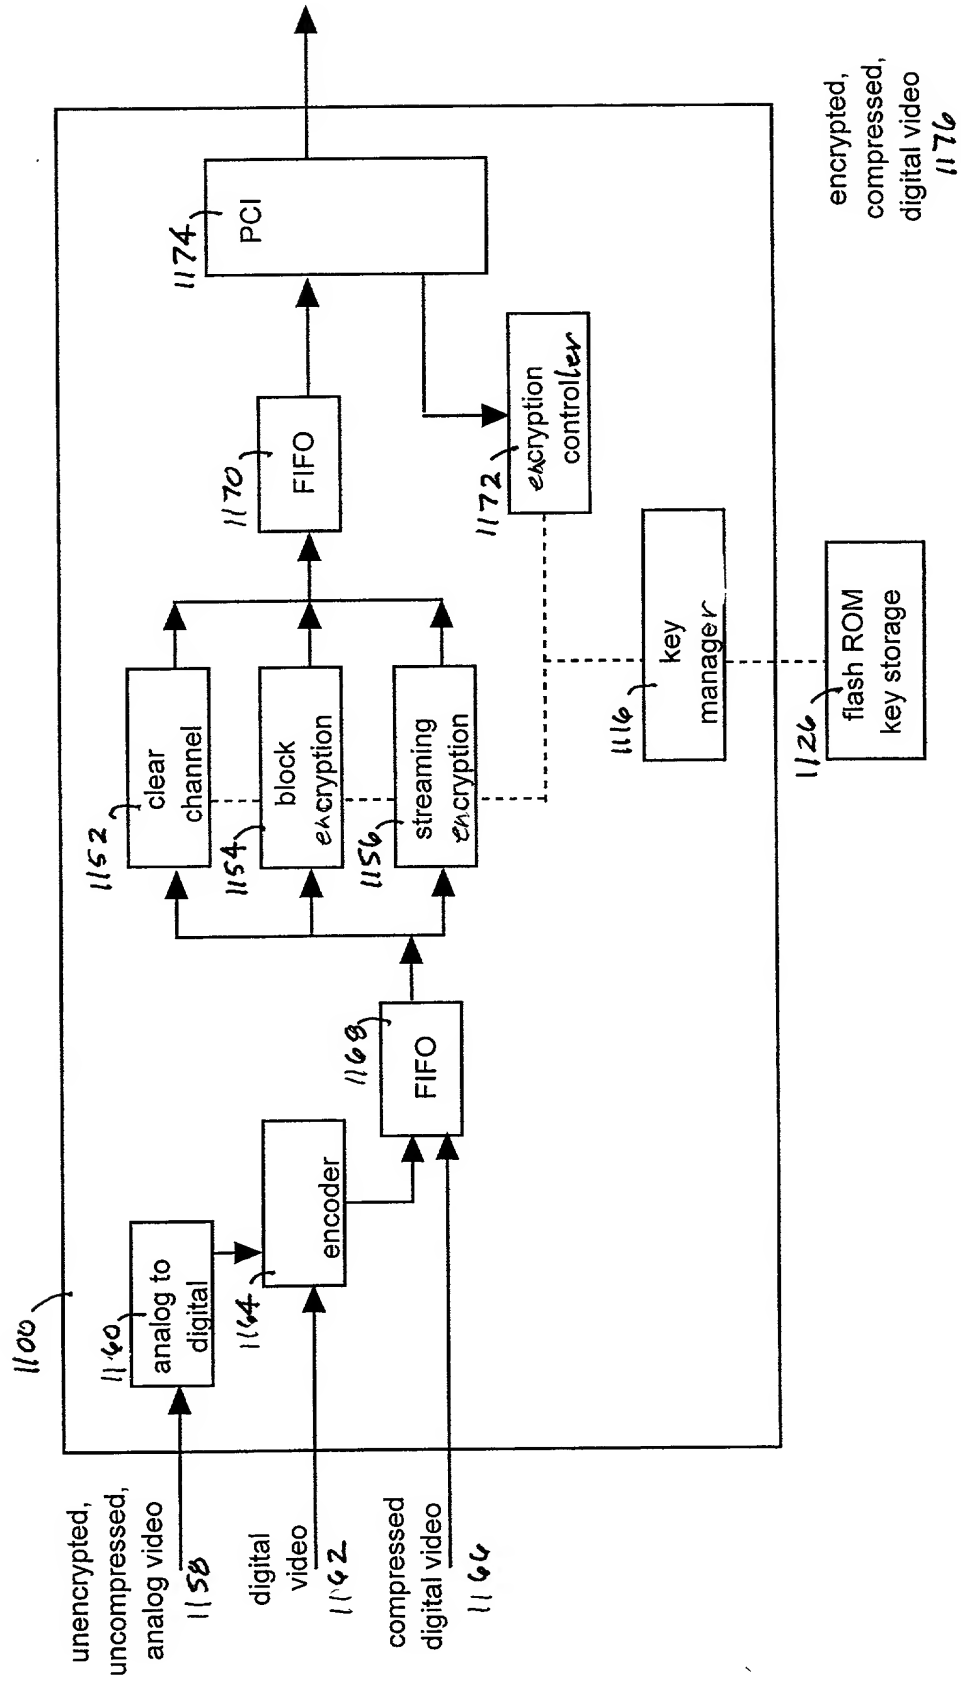 1100
unencrypted,
uncompressed,
analog video
1158
1160
analog to
digital
digital
video
1162
1164
encoder
compressed
digital video
1166
1168
FIFO
1152
clear
channel
1154
block
encryption
1156
streaming
encryption
1170
FIFO
1174
PCI
1172
encryption
controller
1116
key
manager
1126
flash ROM
key storage
encrypted,
compressed,
digital video
1176